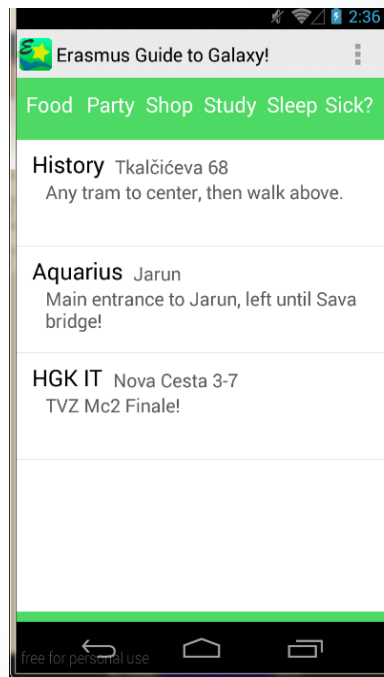 2:36
Erasmus Guide to Galaxy!
Food Party Shop Study Sleep Sick?
History Tkalčićeva 68
Any tram to center, then walk above.
Aquarius Jarun
Main entrance to Jarun, left until Sava
bridge!
HGK IT Nova Cesta 3-7
TVZ Mc2 Finale!
free for personal use